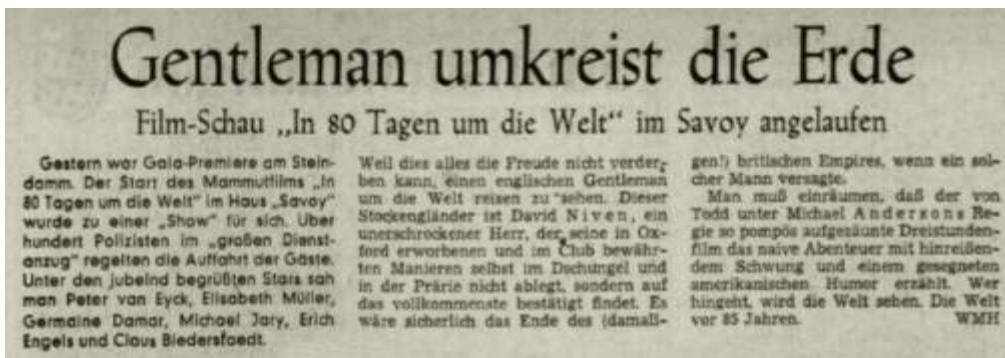 Gentleman umkreist die Erde
Film-Schau „In 80 Tagen um die Welt“ im Savoy angelaufen
Gestern war Gala-Premiere am Stein-
damm. Der Start des Mammutfilms „In
80 Tagen um die Welt“ im Haus „Savoy“
wurde zu einer „Show“ für sich. Über
hundert Polizisten im „großen Dienst-
anzug“ regelten die Auffahrt der Gäste.
Unter den jubelnd begrüßten Stars sah
man Peter van Eyck, Elisabeth Müller,
Germaine Damar, Michael Jary, Erich
Engels und Claus Biederstaedt.
Weil dies alles die Freude nicht verder-
ben kann, einen englischen Gentleman
um die Welt reisen zu sehen. Dieser
Stockengländer ist David Niven, ein
unerschrockener Herr, der seine in Ox-
ford erworbenen und im Club bewähr-
ten Manieren selbst im Dschungel und
in der Prärie nicht ablegt, sondern auf
das vollkommenste bestätigt findet. Es
wäre sicherlich das Ende des (damali-
gen!) britischen Empires, wenn ein sol-
cher Mann versagte.
Man muß einräumen, daß der von
Todd unter Michael Andersons Re-
gie so pompös aufgezäunte Dreistunden-
film das naive Abenteuer mit hinreißen-
dem Schwung und einem gesegneten
amerikanischen Humor erzählt. Wer
hingeht, wird die Welt sehen. Die Welt
vor 85 Jahren. WMH